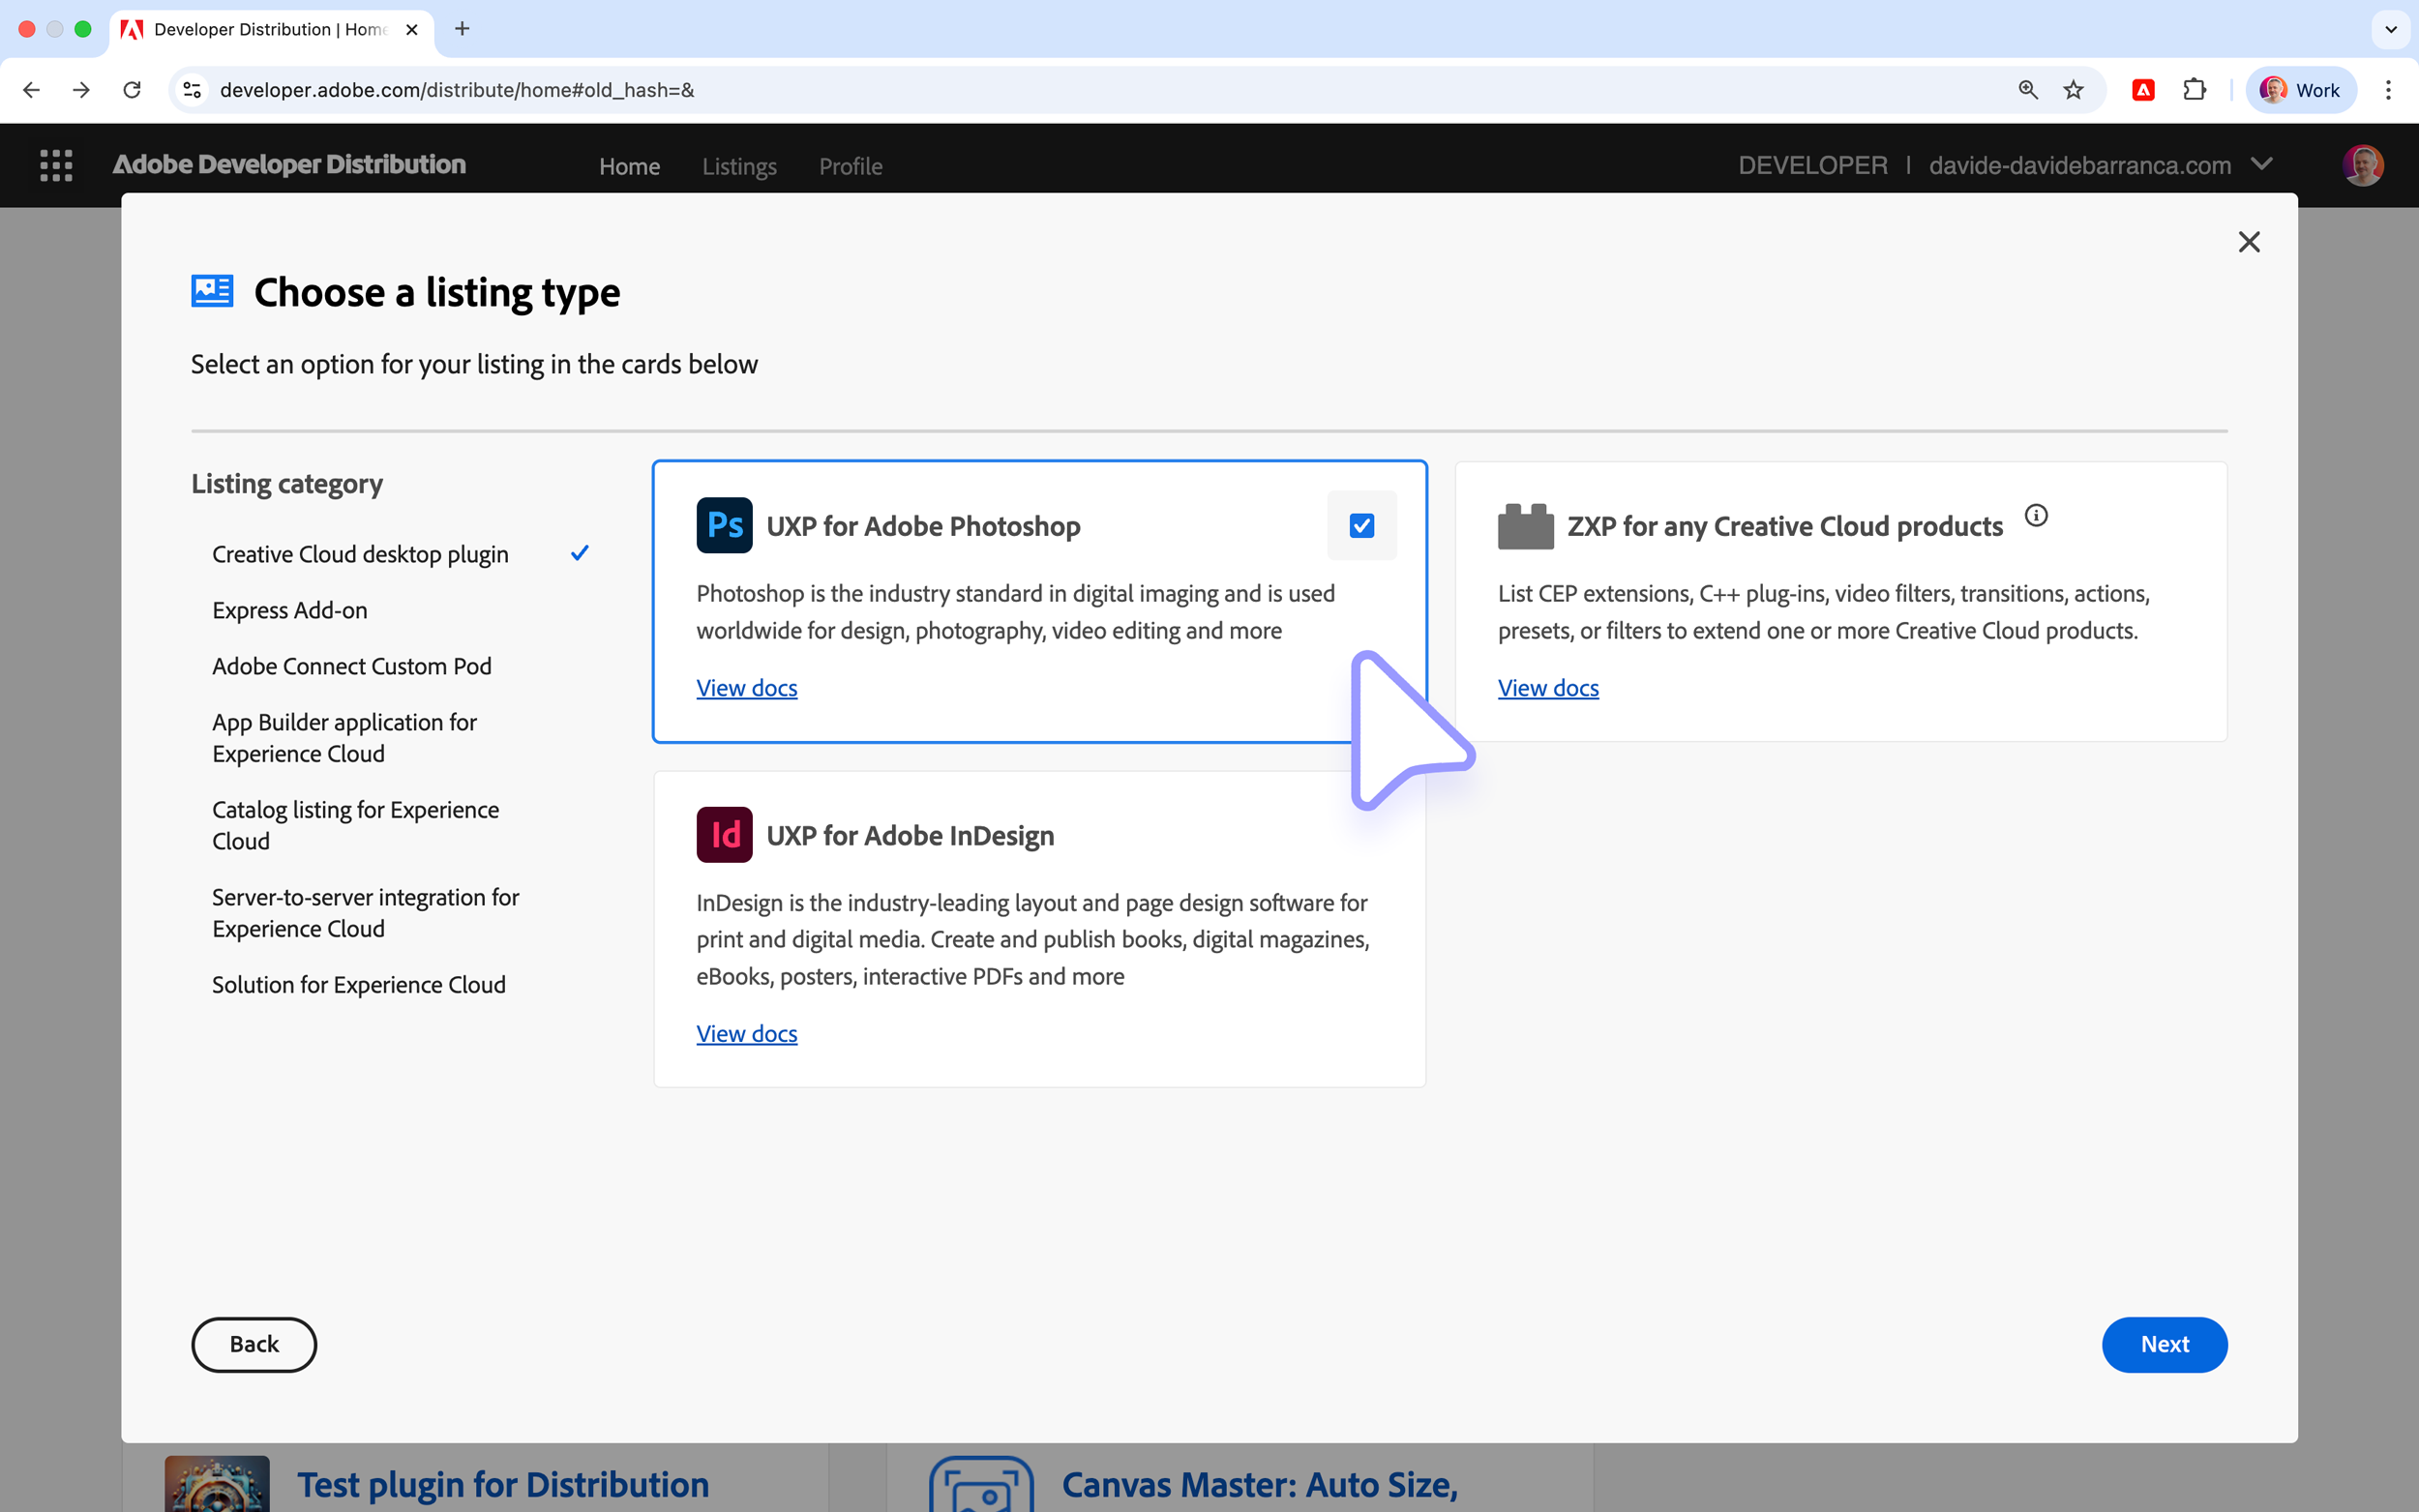 Developer Distribution | Home
developer.adobe.com/distribute/home#old_hash=&
Work
Adobe Developer Distribution
Home
Listings
Profile
DEVELOPER | davide-davidebarranca.com
Choose a listing type
Select an option for your listing in the cards below
Listing category
Creative Cloud desktop plugin
Express Add-on
Adobe Connect Custom Pod
App Builder application for
Experience Cloud
Catalog listing for Experience
Cloud
Server-to-server integration for
Experience Cloud
Solution for Experience Cloud
Ps
UXP for Adobe Photoshop
Photoshop is the industry standard in digital imaging and is used
worldwide for design, photography, video editing and more
View docs
ZXP for any Creative Cloud products
List CEP extensions, C++ plug-ins, video filters, transitions, actions,
presets, or filters to extend one or more Creative Cloud products.
View docs
Id
UXP for Adobe InDesign
InDesign is the industry-leading layout and page design software for
print and digital media. Create and publish books, digital magazines,
eBooks, posters, interactive PDFs and more
View docs
Back
Next
Test plugin for Distribution
Canvas Master: Auto Size,